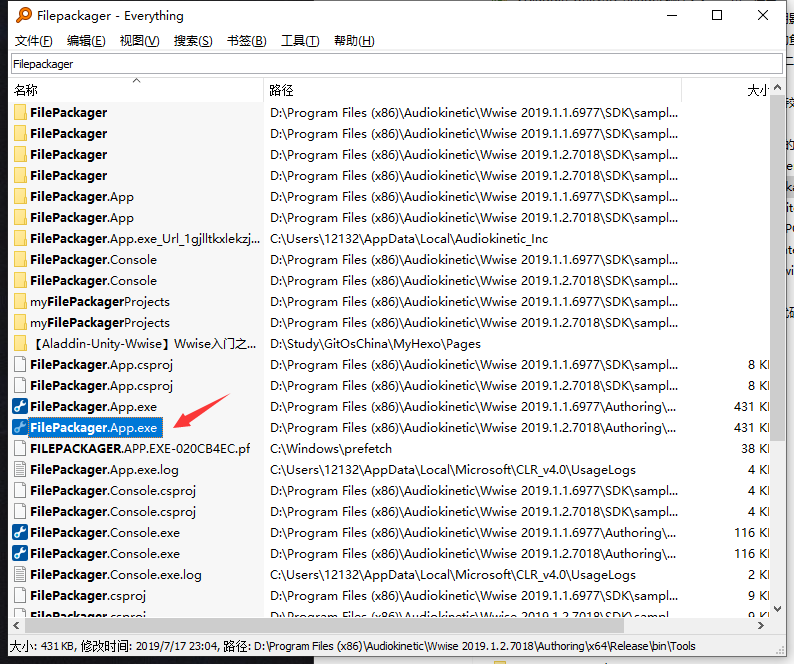 Filepackager - Everything
文件(F) 编辑(E) 视图(V) 搜索(S) 书签(B) 工具(T) 帮助(H)
Filepackager
名称 路径 大小
FilePackager D:\Program Files (x86)\Audiokinetic\Wwise 2019.1.1.6977\SDK\sampl...
FilePackager D:\Program Files (x86)\Audiokinetic\Wwise 2019.1.1.6977\SDK\sampl...
FilePackager D:\Program Files (x86)\Audiokinetic\Wwise 2019.1.2.7018\SDK\sampl...
FilePackager D:\Program Files (x86)\Audiokinetic\Wwise 2019.1.2.7018\SDK\sampl...
FilePackager.App D:\Program Files (x86)\Audiokinetic\Wwise 2019.1.1.6977\SDK\sampl...
FilePackager.App D:\Program Files (x86)\Audiokinetic\Wwise 2019.1.2.7018\SDK\sampl...
FilePackager.App.exe_Url_1gjlltkxlekzj... C:\Users\12132\AppData\Local\Audiokinetic_Inc
FilePackager.Console D:\Program Files (x86)\Audiokinetic\Wwise 2019.1.1.6977\SDK\sampl...
FilePackager.Console D:\Program Files (x86)\Audiokinetic\Wwise 2019.1.2.7018\SDK\sampl...
myFilePackagerProjects D:\Program Files (x86)\Audiokinetic\Wwise 2019.1.1.6977\SDK\sampl...
myFilePackagerProjects D:\Program Files (x86)\Audiokinetic\Wwise 2019.1.2.7018\SDK\sampl...
【Aladdin-Unity-Wwise】Wwise入门之... D:\Study\GitOsChina\MyHexo\Pages
FilePackager.App.csproj D:\Program Files (x86)\Audiokinetic\Wwise 2019.1.1.6977\SDK\sampl... 8 KB
FilePackager.App.csproj D:\Program Files (x86)\Audiokinetic\Wwise 2019.1.2.7018\SDK\sampl... 8 KB
FilePackager.App.exe D:\Program Files (x86)\Audiokinetic\Wwise 2019.1.1.6977\Authoring\... 431 KB
FilePackager.App.exe D:\Program Files (x86)\Audiokinetic\Wwise 2019.1.2.7018\Authoring\... 431 KB
FILEPACKAGER.APP.EXE-020CB4EC.pf C:\Windows\prefetch 38 KB
FilePackager.App.exe.log C:\Users\12132\AppData\Local\Microsoft\CLR_v4.0\UsageLogs 4 KB
FilePackager.Console.csproj D:\Program Files (x86)\Audiokinetic\Wwise 2019.1.1.6977\SDK\sampl... 4 KB
FilePackager.Console.csproj D:\Program Files (x86)\Audiokinetic\Wwise 2019.1.2.7018\SDK\sampl... 4 KB
FilePackager.Console.exe D:\Program Files (x86)\Audiokinetic\Wwise 2019.1.1.6977\Authoring\... 116 KB
FilePackager.Console.exe D:\Program Files (x86)\Audiokinetic\Wwise 2019.1.2.7018\Authoring\... 116 KB
FilePackager.Console.exe.log C:\Users\12132\AppData\Local\Microsoft\CLR_v4.0\UsageLogs 2 KB
FilePackager.csproj D:\Program Files (x86)\Audiokinetic\Wwise 2019.1.1.6977\SDK\sampl... 9 KB
FilePackager.csproj D:\Program Files (x86)\Audiokinetic\Wwise 2019.1.2.7018\SDK\sampl... 9 KB
大小: 431 KB, 修改时间: 2019/7/17 23:04, 路径: D:\Program Files (x86)\Audiokinetic\Wwise 2019.1.2.7018\Authoring\x64\Release\bin\Tools